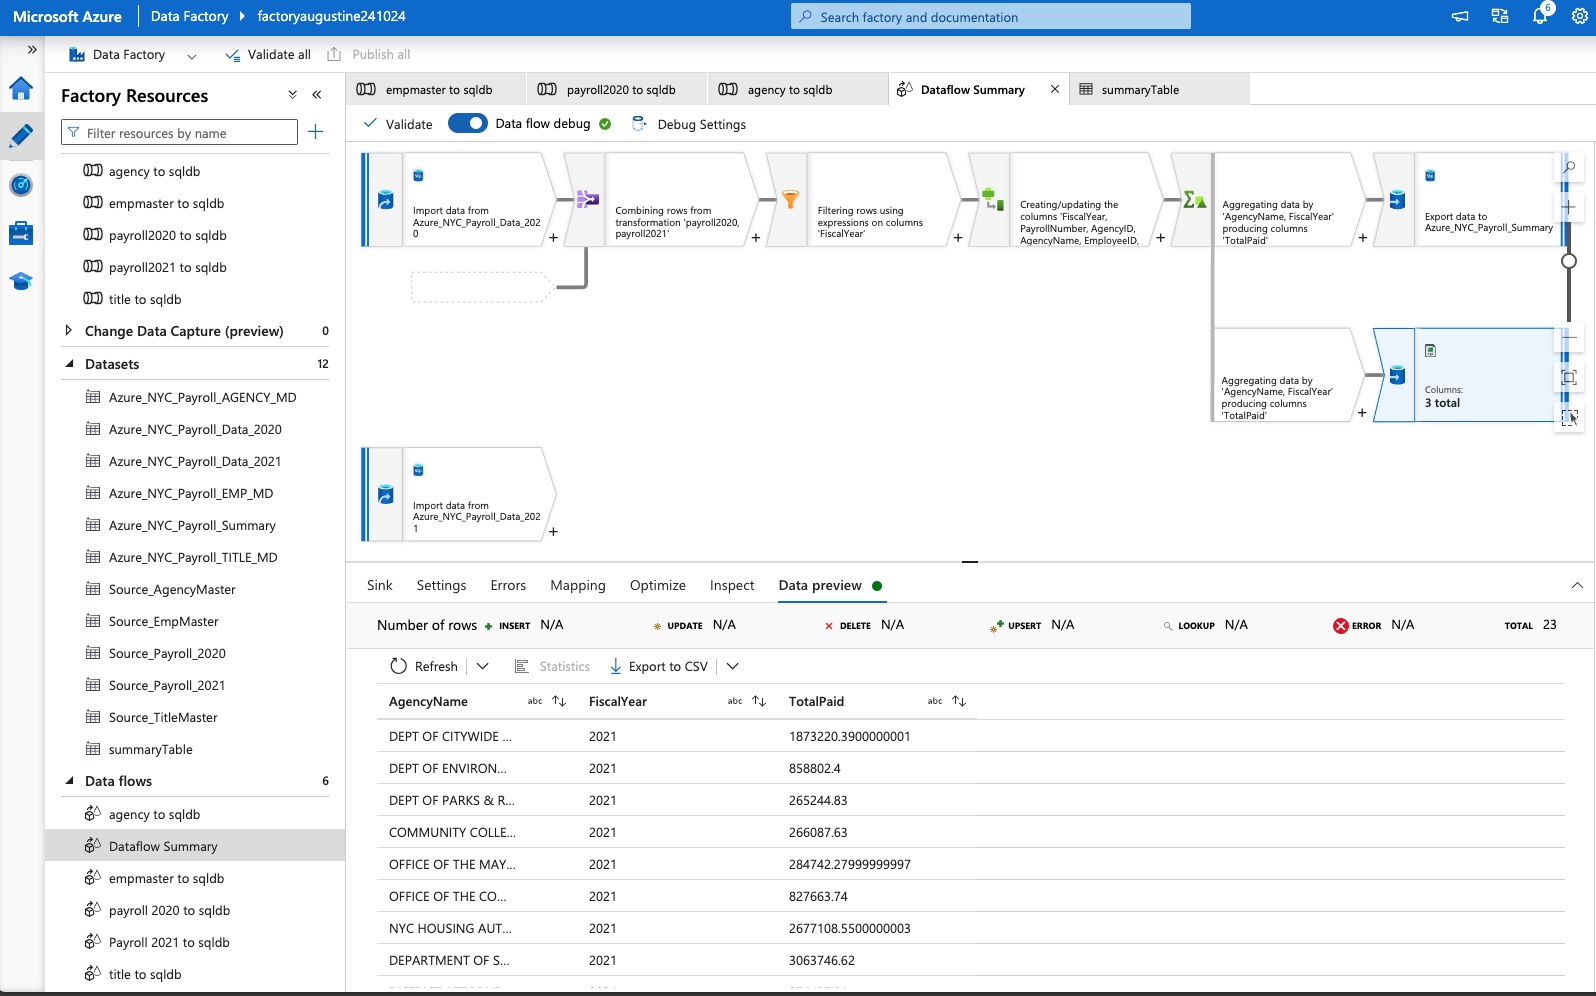 Microsoft Azure
Data Factory
factoryaugustine241024
Search factory and documentation
6
Data Factory
Validate all
Publish all
Factory Resources
Filter resources by name
agency to sqldb
empmaster to sqldb
payroll2020 to sqldb
payroll2021 to sqldb
title to sqldb
Change Data Capture (preview) 0
Datasets 12
Azure_NYC_Payroll_AGENCY_MD
Azure_NYC_Payroll_Data_2020
Azure_NYC_Payroll_Data_2021
Azure_NYC_Payroll_EMP_MD
Azure_NYC_Payroll_Summary
Azure_NYC_Payroll_TITLE_MD
Source_AgencyMaster
Source_EmpMaster
Source_Payroll_2020
Source_Payroll_2021
Source_TitleMaster
summaryTable
Data flows 6
agency to sqldb
Dataflow Summary
empmaster to sqldb
payroll 2020 to sqldb
Payroll 2021 to sqldb
title to sqldb
empmaster to sqldb
payroll2020 to sqldb
agency to sqldb
Dataflow Summary
summaryTable
Validate
Data flow debug
Debug Settings
Import data from
Azure_NYC_Payroll_Data_202
0
Combining rows from
transformation 'payroll2020,
payroll2021'
Filtering rows using
expressions on columns
'FiscalYear'
Creating/updating the
columns 'FiscalYear,
PayrollNumber, AgencyID,
AgencyName, EmployeeID,
Aggregating data by
'AgencyName, FiscalYear'
producing columns
'TotalPaid'
Export data to
Azure_NYC_Payroll_Summary
Aggregating data by
'AgencyName, FiscalYear'
producing columns
'TotalPaid'
Columns:
3 total
Import data from
Azure_NYC_Payroll_Data_202
1
Sink Settings Errors Mapping Optimize Inspect Data preview
Number of rows INSERT N/A UPDATE N/A DELETE N/A UPSERT N/A LOOKUP N/A ERROR N/A TOTAL 23
Refresh Statistics Export to CSV
AgencyName abc FiscalYear abc TotalPaid abc
DEPT OF CITYWIDE ... 2021 1873220.3900000001
DEPT OF ENVIRON... 2021 858802.4
DEPT OF PARKS & R... 2021 265244.83
COMMUNITY COLLE... 2021 266087.63
OFFICE OF THE MAY... 2021 284742.27999999997
OFFICE OF THE CO... 2021 827663.74
NYC HOUSING AUT... 2021 2677108.5500000003
DEPARTMENT OF S... 2021 3063746.62